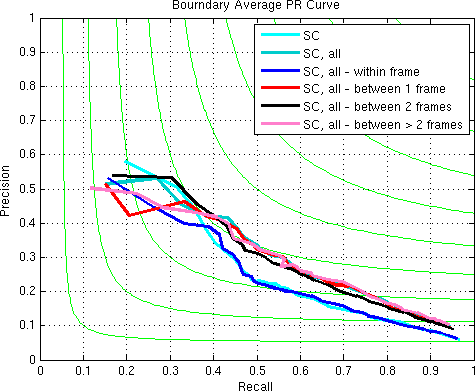 Bourndary Average PR Curve
SC
SC, all
SC, all - within frame
SC, all - between 1 frame
SC, all - between 2 frames
SC, all - between > 2 frames
Precision
1
0.9
0.8
0.7
0.6
0.5
0.4
0.3
0.2
0.1
0
0 0.1 0.2 0.3 0.4 0.5 0.6 0.7 0.8 0.9
Recall